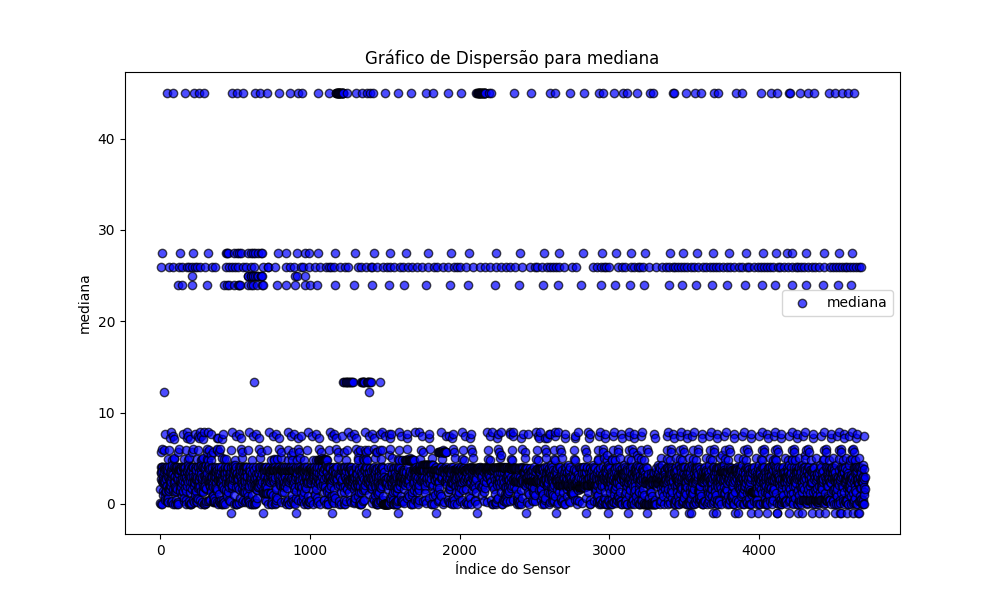 Gráfico de Dispersão para mediana
mediana
40
30
20
10
0
mediana
0 1000 2000 3000 4000
Índice do Sensor